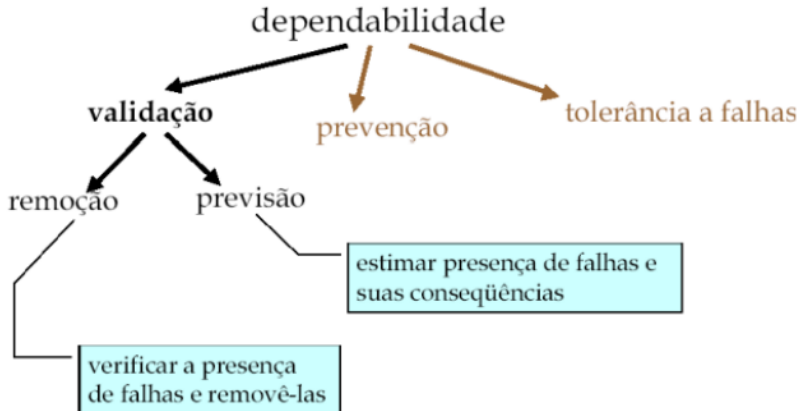 dependabilidade
validação
prevenção
tolerância a falhas
remoção
previsão
estimar presença de falhas e
suas conseqüências
verificar a presença
de falhas e removê-las